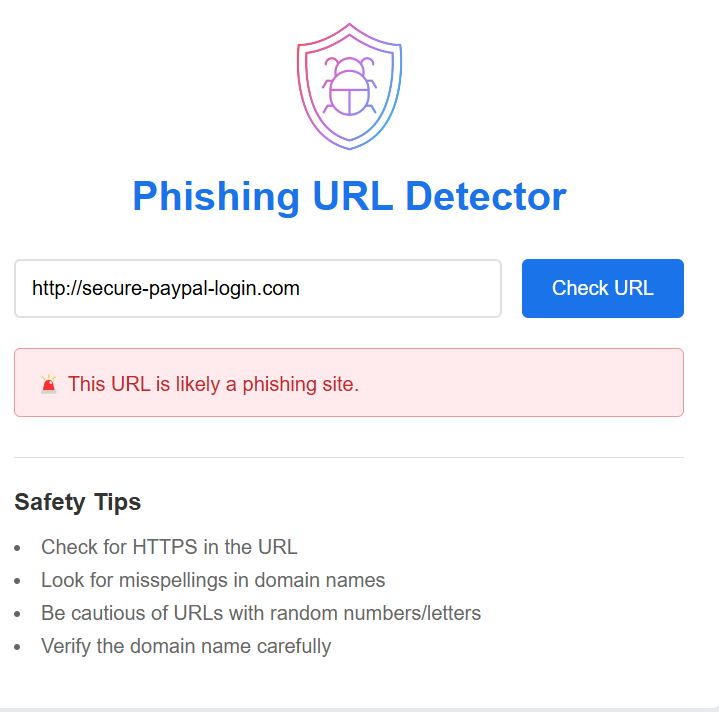 Phishing URL Detector
http://secure-paypal-login.com
Check URL
This URL is likely a phishing site.
Safety Tips
Check for HTTPS in the URL
Look for misspellings in domain names
Be cautious of URLs with random numbers/letters
Verify the domain name carefully